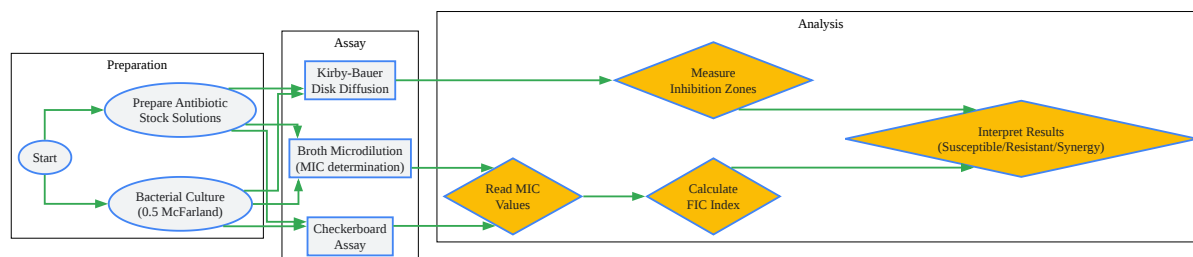 Preparation
Start
Prepare Antibiotic
Stock Solutions
Bacterial Culture
(0.5 McFarland)
Assay
Kirby-Bauer
Disk Diffusion
Broth Microdilution
(MIC determination)
Checkerboard
Assay
Analysis
Measure
Inhibition Zones
Read MIC
Values
Calculate
FIC Index
Interpret Results
(Susceptible/Resistant/Synergy)